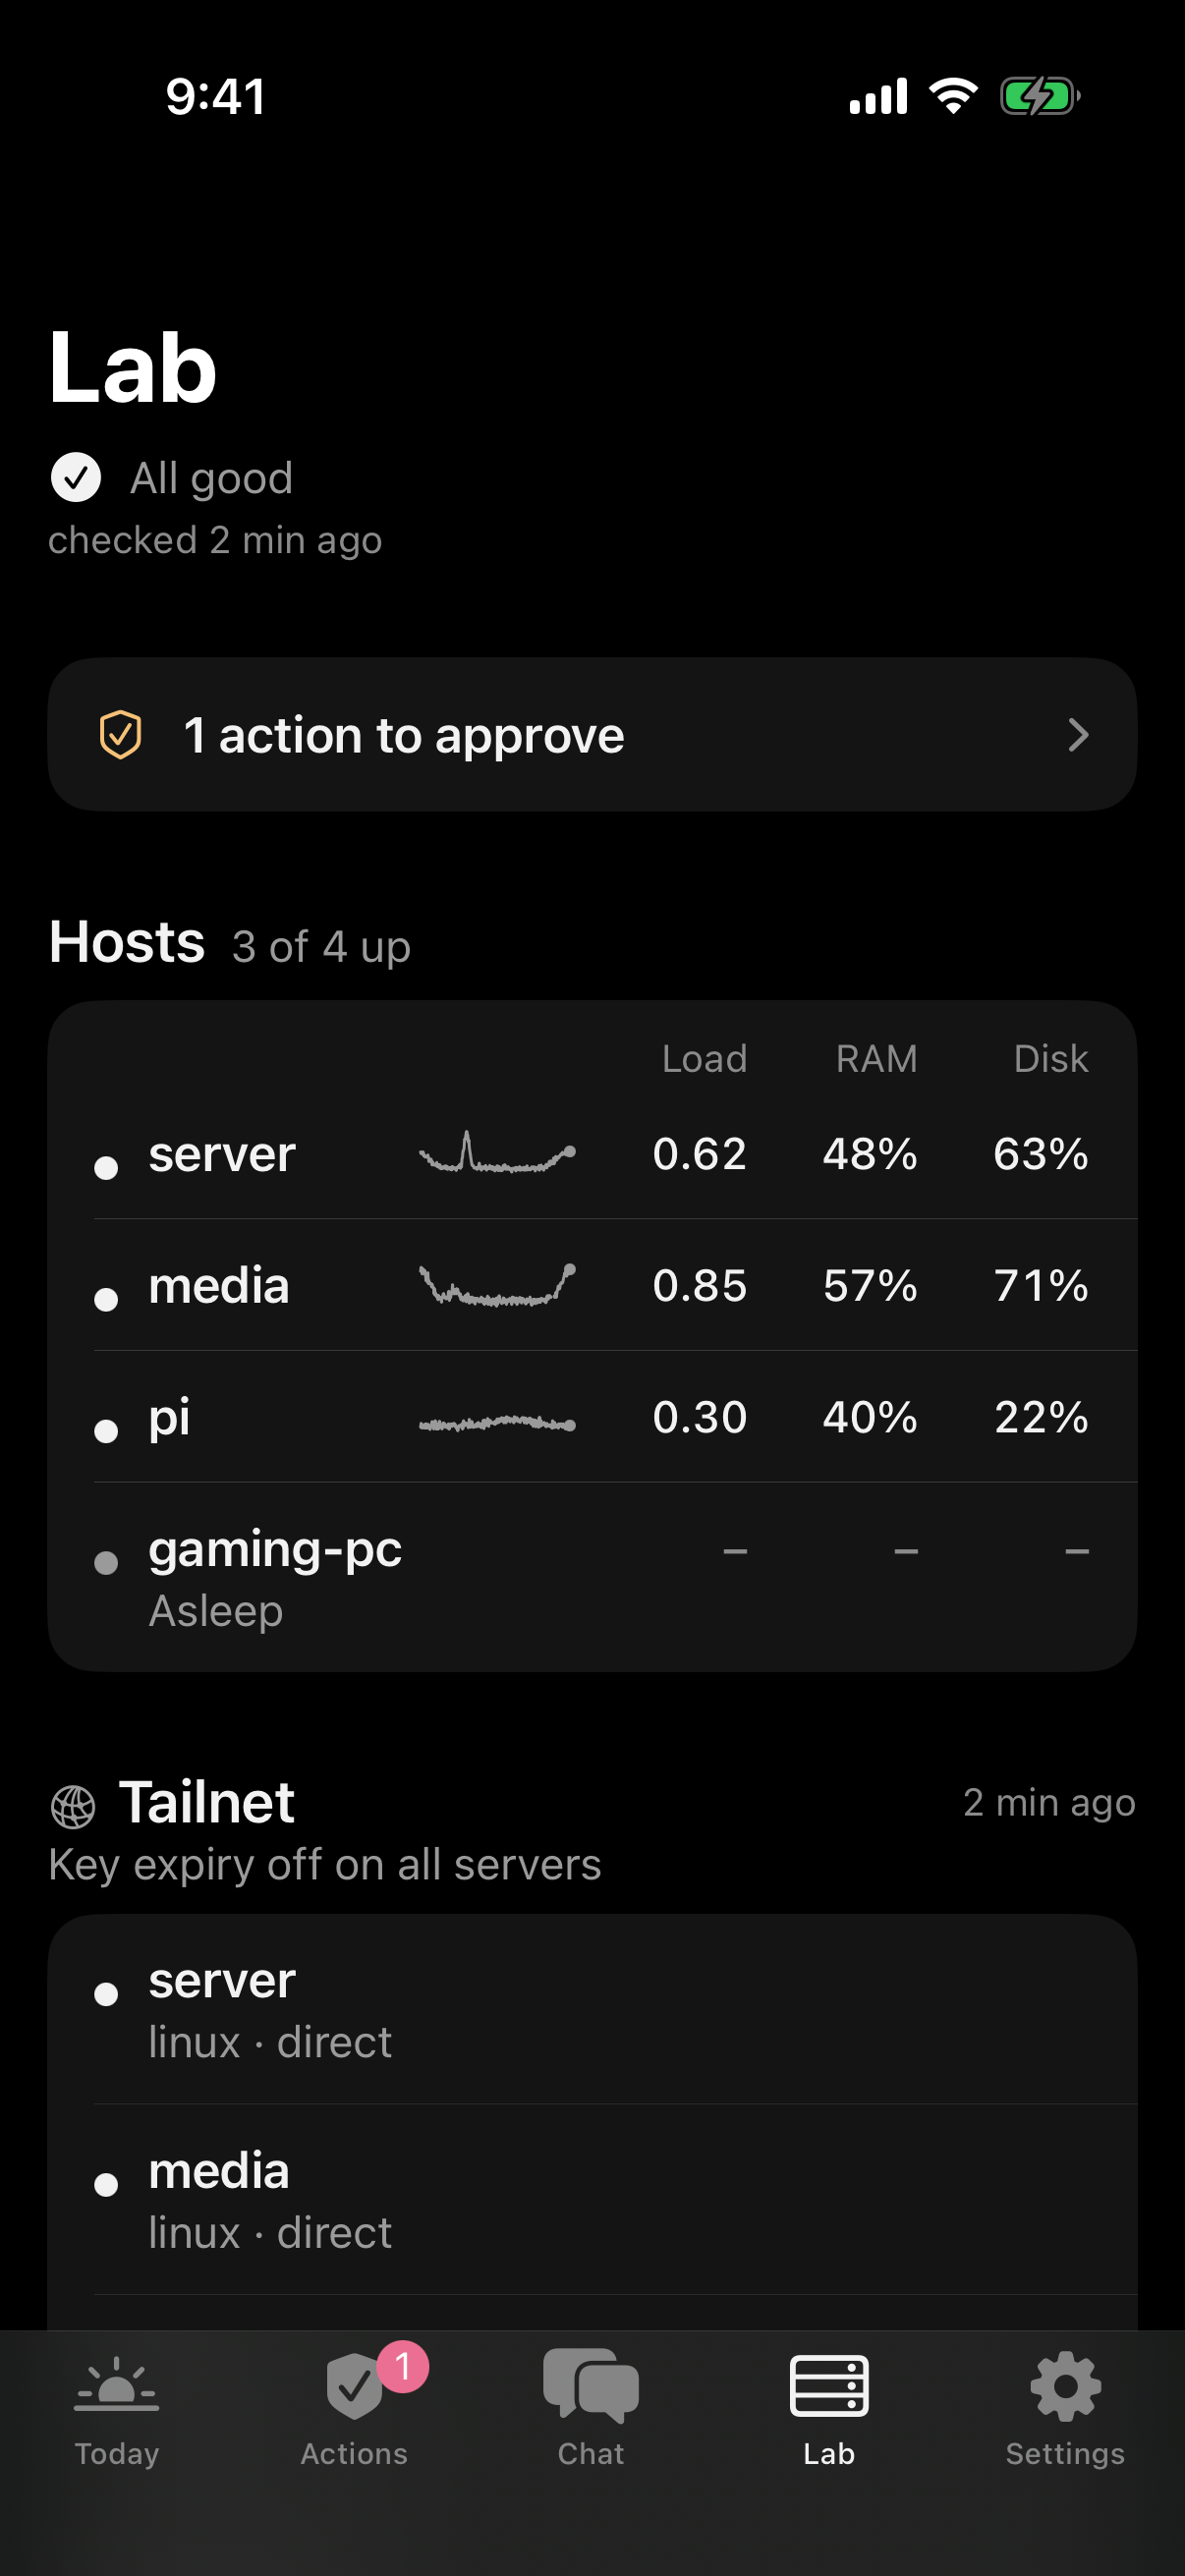 9:41
Lab
All good
checked 2 min ago
1 action to approve
Hosts 3 of 4 up
Load RAM Disk
server 0.62 48% 63%
media 0.85 57% 71%
pi 0.30 40% 22%
gaming-pc – – –
Asleep
Tailnet 2 min ago
Key expiry off on all servers
server
linux · direct
media
linux · direct
1
Today Actions Chat Lab Settings